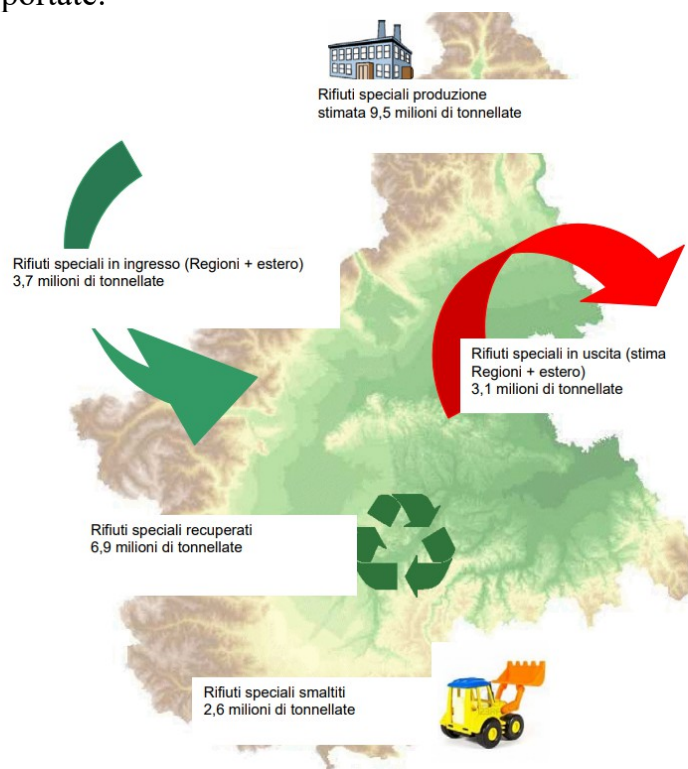 portate.
Rifiuti speciali produzione
stimata 9,5 milioni di tonnellate
Rifiuti speciali in ingresso (Regioni + estero)
3,7 milioni di tonnellate
Rifiuti speciali in uscita (stima
Regioni + estero)
3,1 milioni di tonnellate
Rifiuti speciali recuperati
6,9 milioni di tonnellate
Rifiuti speciali smaltiti
2,6 milioni di tonnellate